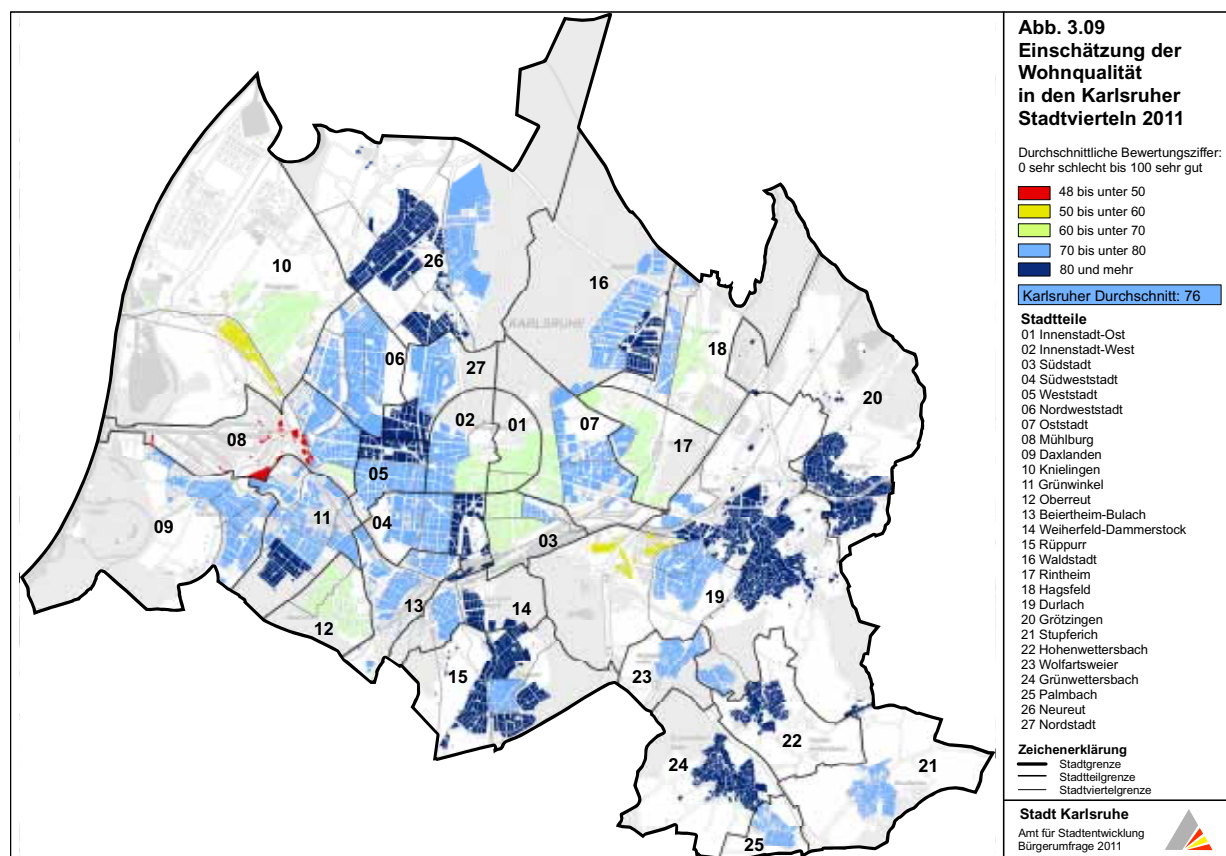 Abb. 3.09
Einschätzung der
Wohnqualität
in den Karlsruher
Stadtvierteln 2011
Durchschnittliche Bewertungsziffer:
0 sehr schlecht bis 100 sehr gut
48 bis unter 50
50 bis unter 60
60 bis unter 70
70 bis unter 80
80 und mehr
Karlsruher Durchschnitt: 76
Stadtteile
01 Innenstadt-Ost
02 Innenstadt-West
03 Südstadt
04 Südweststadt
05 Weststadt
06 Nordweststadt
07 Oststadt
08 Mühlburg
09 Daxlanden
10 Knielingen
11 Grünwinkel
12 Oberreut
13 Beiertheim-Bulach
14 Weiherfeld-Dammerstock
15 Rüppurr
16 Waldstadt
17 Rintheim
18 Hagsfeld
19 Durlach
20 Grötzingen
21 Stupferich
22 Hohenwettersbach
23 Wolfartsweier
24 Grünwettersbach
25 Palmbach
26 Neureut
27 Nordstadt
Zeichenerklärung
Stadtgrenze
Stadtteilgrenze
Stadtviertelgrenze
Stadt Karlsruhe
Amt für Stadtentwicklung
Bürgerumfrage 2011
10
26
16
KARLSRUHE
18
06
27
20
02
01
07
08
17
05
11
04
09
03
13
14
19
12
15
23
22
24
21
25